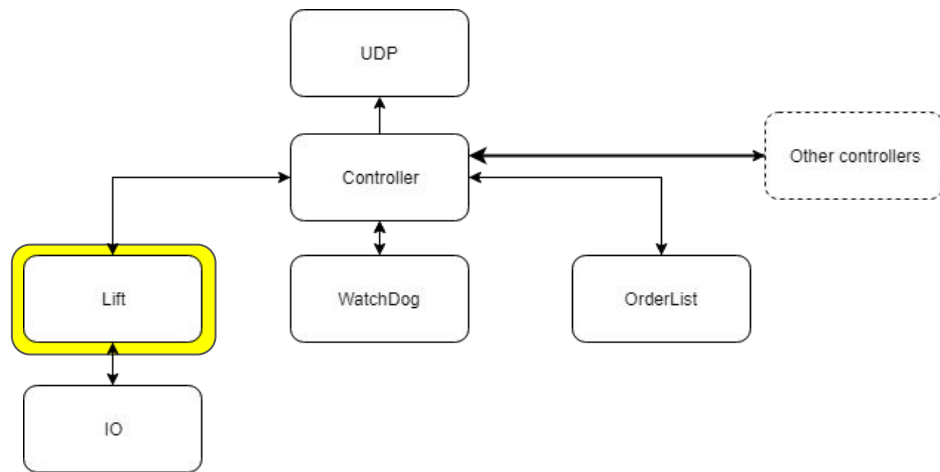 UDP
Controller
Other controllers
Lift
WatchDog
OrderList
IO